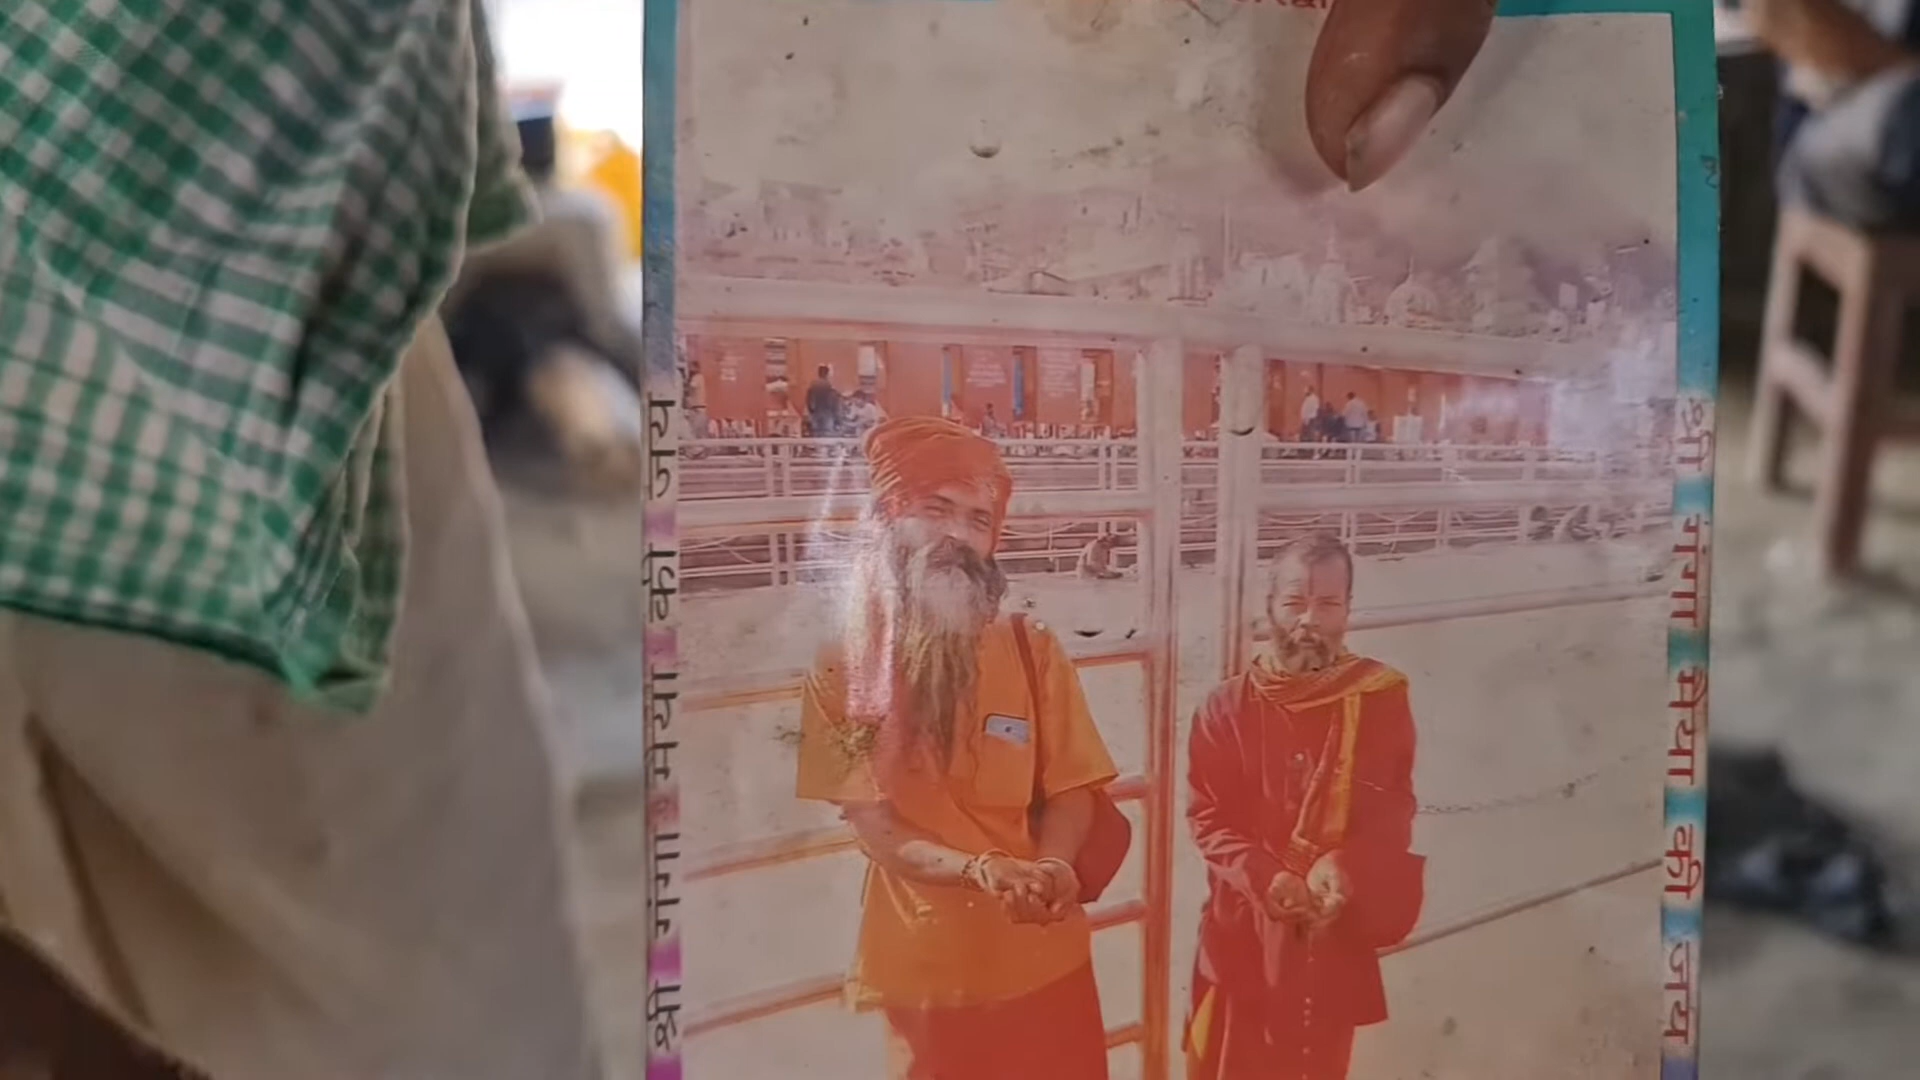 श्री गंगा मैया की जय
श्री गंगा मैया की जय